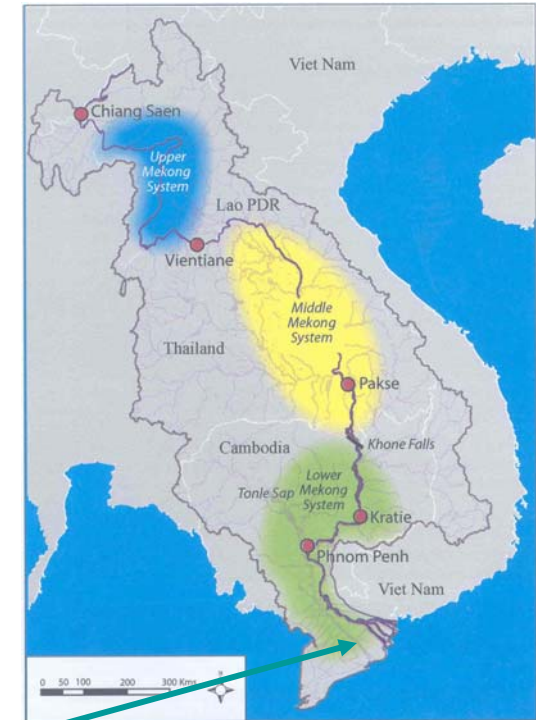 Viet Nam
Chiang Saen
Upper
Mekong
System
Lao PDR
Vientiane
Middle
Mekong
System
Thailand
Pakse
Khone Falls
Cambodia
Lower
Mekong
System
Tonle Sap
Kratie
Phnom Penh
Viet Nam
0 50 100 200 300 Kms